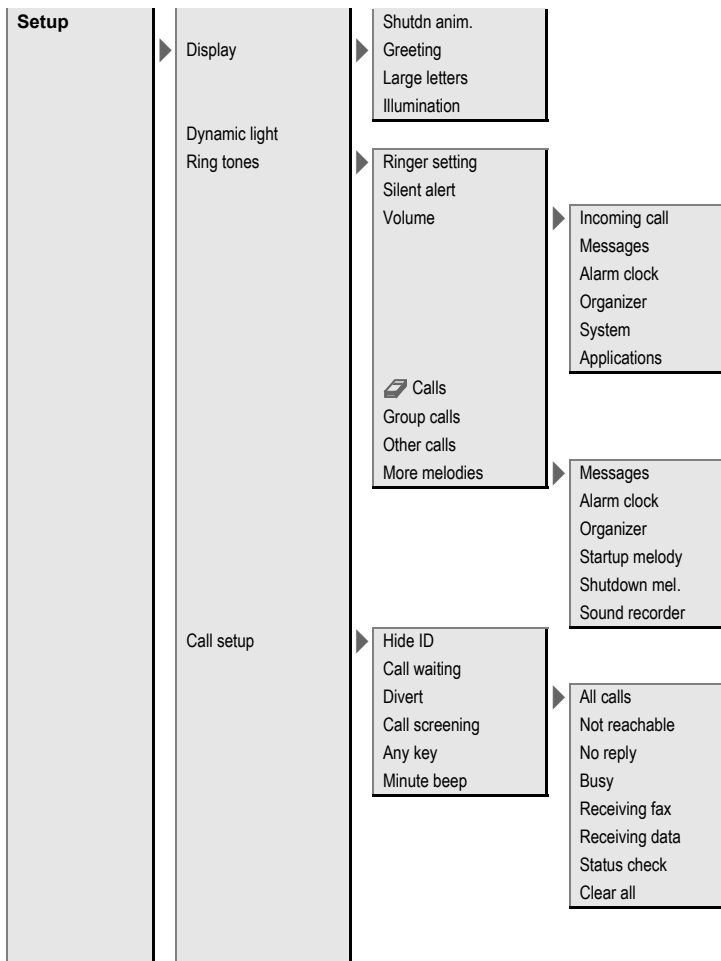 Setup
Shutdn anim.
Display
Greeting
Large letters
Illumination
Dynamic light
Ring tones
Ringer setting
Silent alert
Volume
Incoming call
Messages
Alarm clock
Organizer
System
Applications
Calls
Group calls
Other calls
More melodies
Messages
Alarm clock
Organizer
Startup melody
Shutdown mel.
Sound recorder
Call setup
Hide ID
Call waiting
Divert
Call screening
Any key
Minute beep
All calls
Not reachable
No reply
Busy
Receiving fax
Receiving data
Status check
Clear all